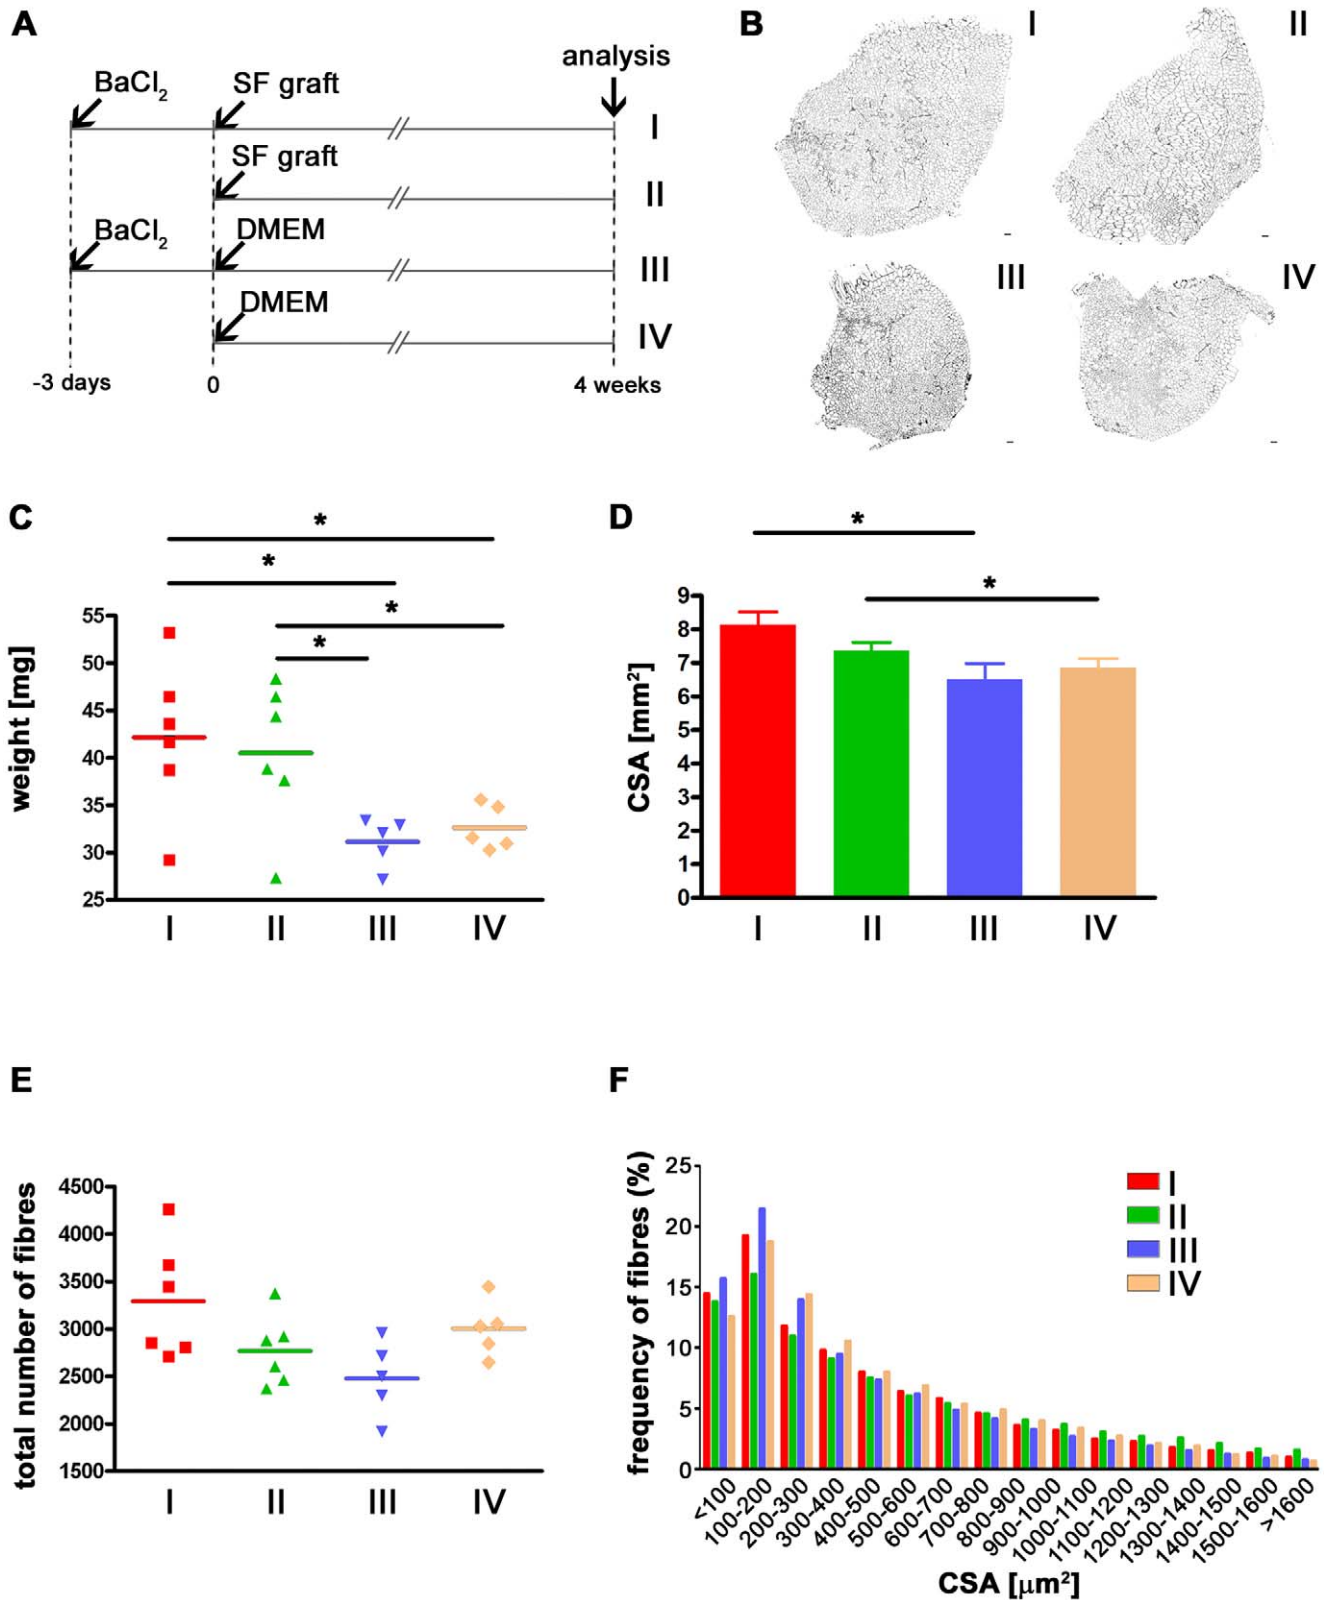 A
BaCl2
SF graft
analysis
I
SF graft
II
BaCl2
DMEM
III
DMEM
IV
-3 days
0
4 weeks
B
I
II
III
IV
C
*
*
*
*
weight [mg]
55
50
45
40
35
30
25
I
II
III
IV
D
*
*
CSA [mm2]
9
8
7
6
5
4
3
2
1
0
I
II
III
IV
E
total number of fibres
4500
4000
3500
3000
2500
2000
1500
I
II
III
IV
F
frequency of fibres (%)
25
20
15
10
5
0
I
II
III
IV
<100
100-200
200-300
300-400
400-500
500-600
600-700
700-800
800-900
900-1000
1000-1100
1100-1200
1200-1300
1300-1400
1400-1500
1500-1600
>1600
CSA [µm2]